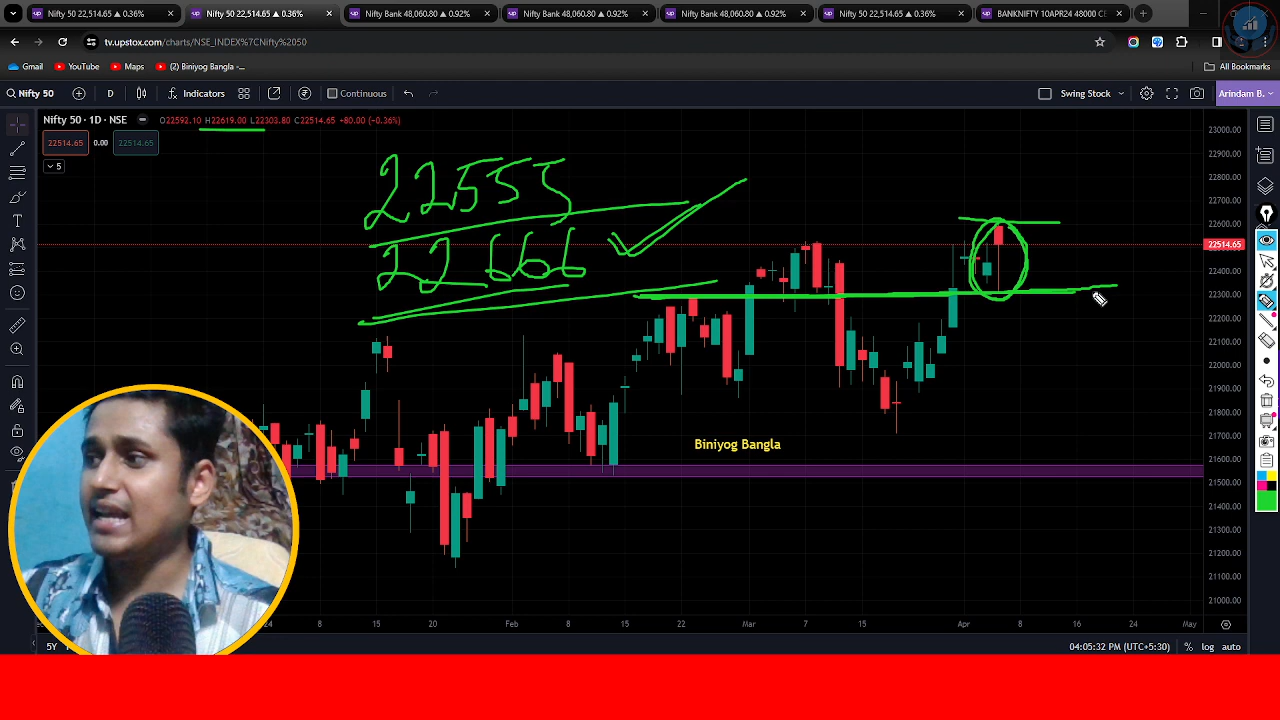 Nifty 50 22,514.65 ▲ 0.36%
Nifty 50 22,514.65 ▲ 0.36%
Nifty Bank 48,060.80 ▲ 0.92%
Nifty Bank 48,060.80 ▲ 0.92%
Nifty Bank 48,060.80 ▲ 0.92%
Nifty 50 22,514.65 ▲ 0.36%
BANKNIFTY 10APR24 48000 CE
tv.upstox.com/charts/NSE_INDEX%7CNifty%2050
Gmail
YouTube
Maps
(2) Biniyog Bangla -...
All Bookmarks
Nifty 50
D
Indicators
Continuous
Swing Stock
Arindam B.
Nifty 50 · 1D · NSE
O22592.10 H22619.00 L22303.80 C22514.65 +80.00 (+0.36%)
22514.65 0.00 22514.65
5
22555
22666
Biniyog Bangla
23000.00
22900.00
22800.00
22700.00
22600.00
22514.65
22400.00
22300.00
22200.00
22100.00
22000.00
21900.00
21800.00
21700.00
21600.00
21500.00
21400.00
21300.00
21200.00
21100.00
21000.00
24 8 15 20 Feb 8 15 22 Mar 7 15 Apr 8 16 24 May
5Y
04:05:32 PM (UTC+5:30)
% log auto